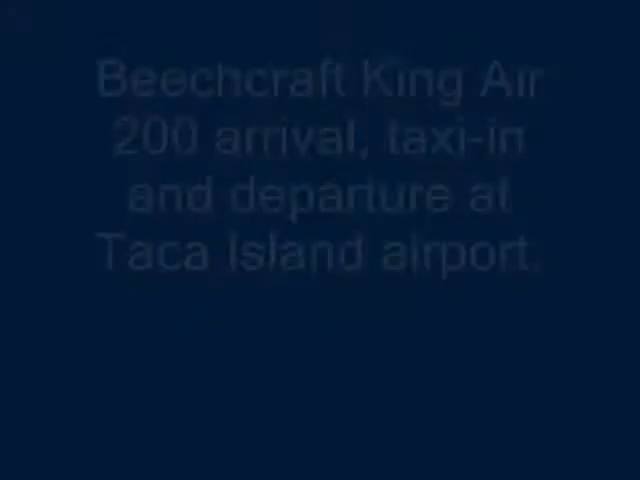 Beechcraft King Air
200 arrival, taxi-in
and departure at
Taca Island airport.